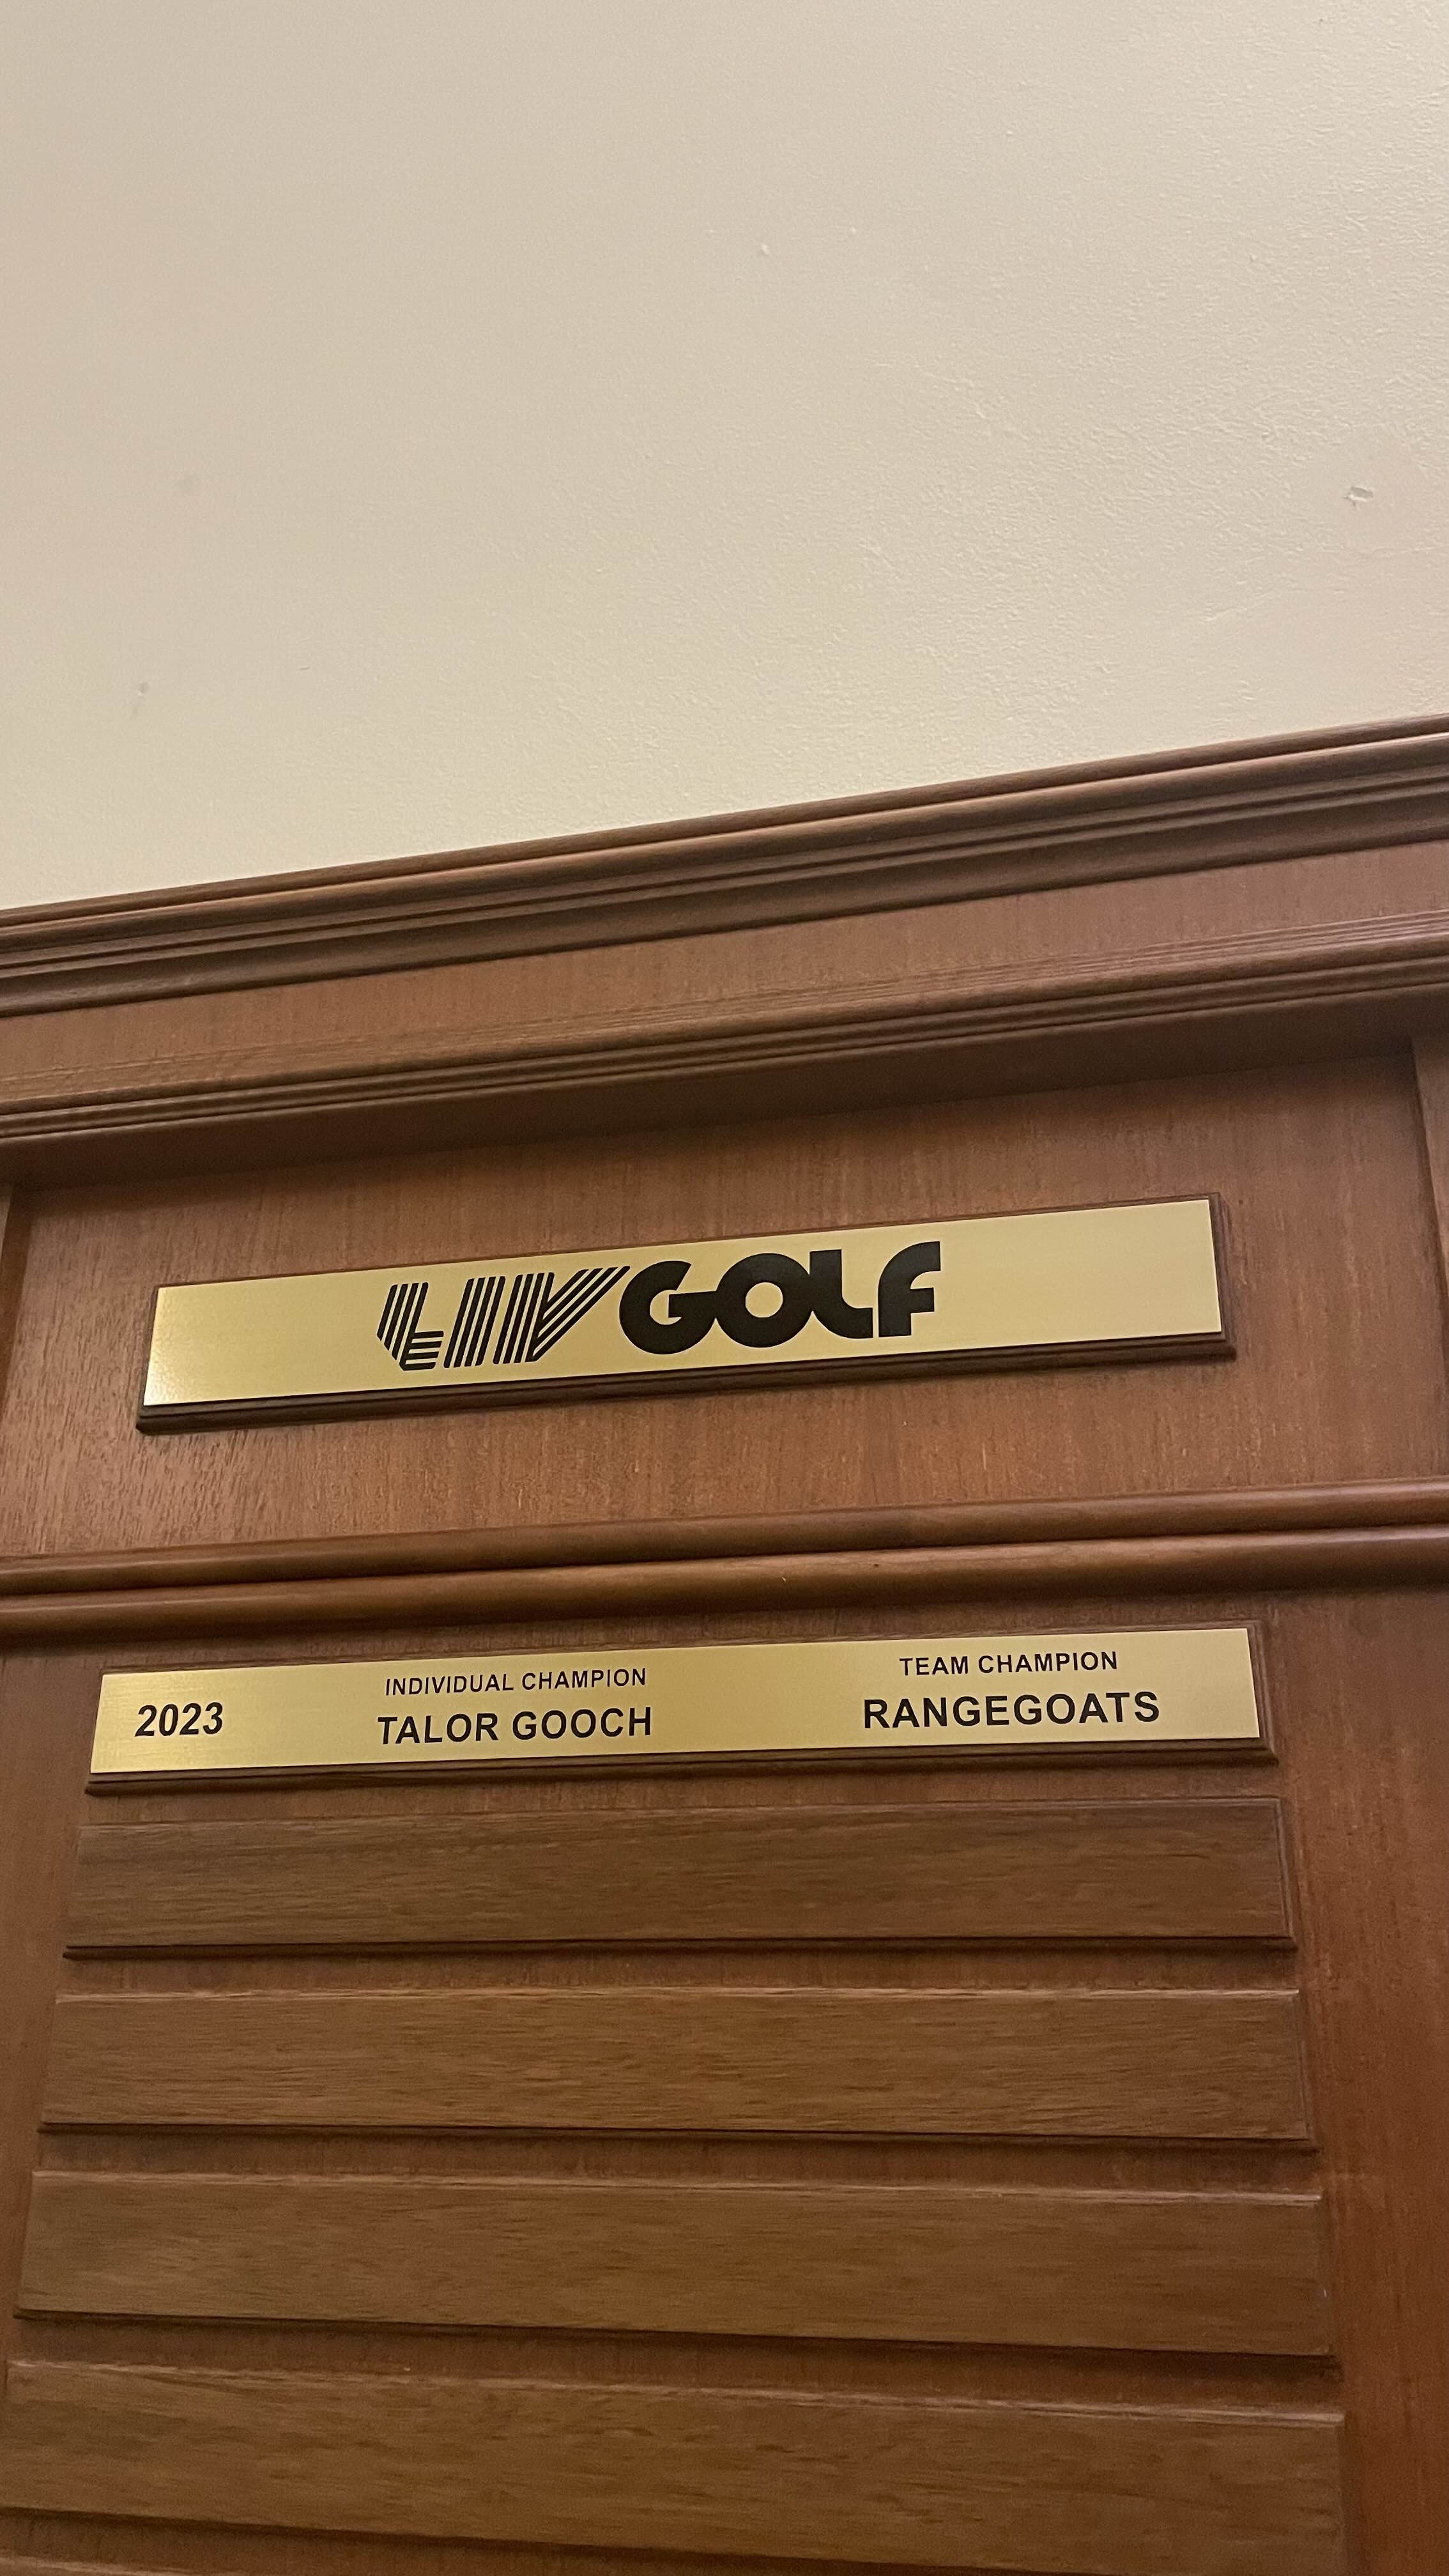 LIV GOLF
2023
INDIVIDUAL CHAMPION
TALOR GOOCH
TEAM CHAMPION
RANGEGOATS